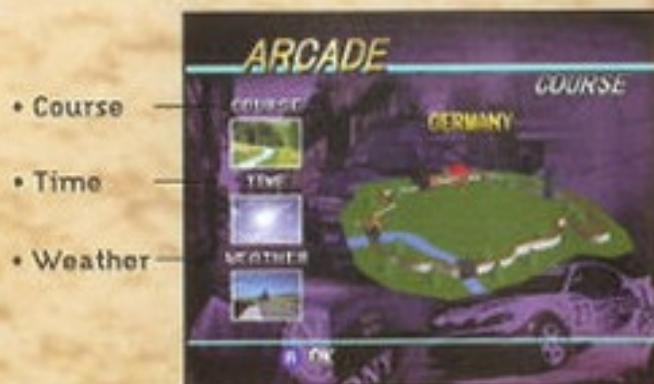 • Course
• Time
• Weather
ARCADE
COURSE
COURSE
GERMANY
TIME
WEATHER
A OK